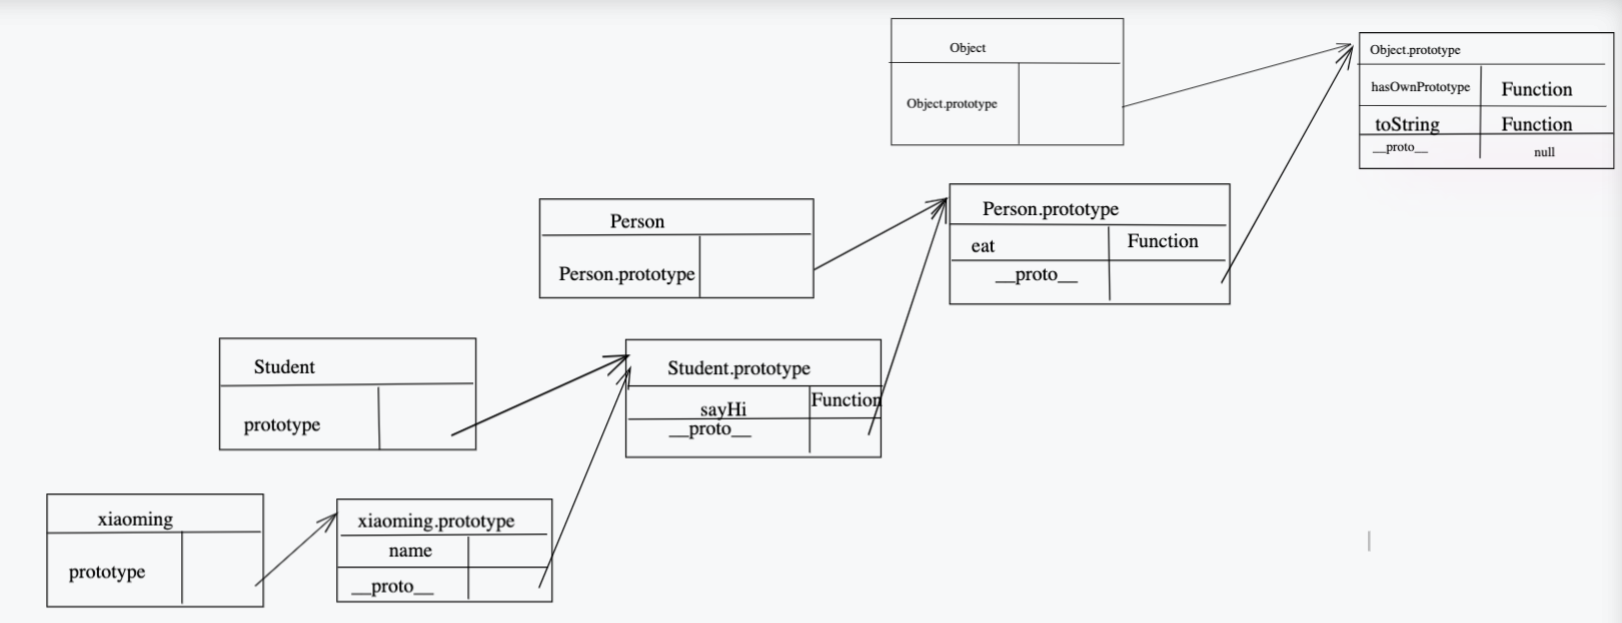 Object
Object.prototype
Object.prototype
hasOwnPrototype Function
toString Function
__proto__ null
Person
Person.prototype
Person.prototype
eat Function
__proto__
Student
prototype
Student.prototype
sayHi Function
__proto__
xiaoming
prototype
xiaoming.prototype
name
__proto__